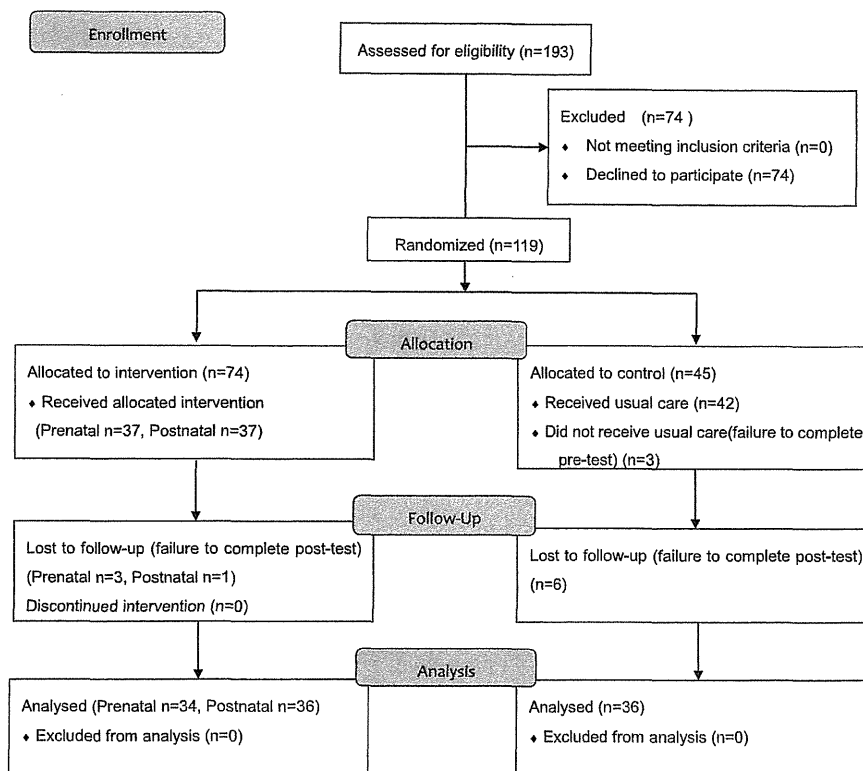 Enrollment
Assessed for eligibility (n=193)
Excluded (n=74 )
♦ Not meeting inclusion criteria (n=0)
♦ Declined to participate (n=74)
Randomized (n=119)
Allocation
Allocated to intervention (n=74)
♦ Received allocated intervention
(Prenatal n=37, Postnatal n=37)
Allocated to control (n=45)
♦ Received usual care (n=42)
♦ Did not receive usual care(failure to complete
pre-test) (n=3)
Follow-Up
Lost to follow-up (failure to complete post-test)
(Prenatal n=3, Postnatal n=1)
Discontinued intervention (n=0)
Lost to follow-up (failure to complete post-test)
(n=6)
Analysis
Analysed (Prenatal n=34, Postnatal n=36)
♦ Excluded from analysis (n=0)
Analysed (n=36)
♦ Excluded from analysis (n=0)